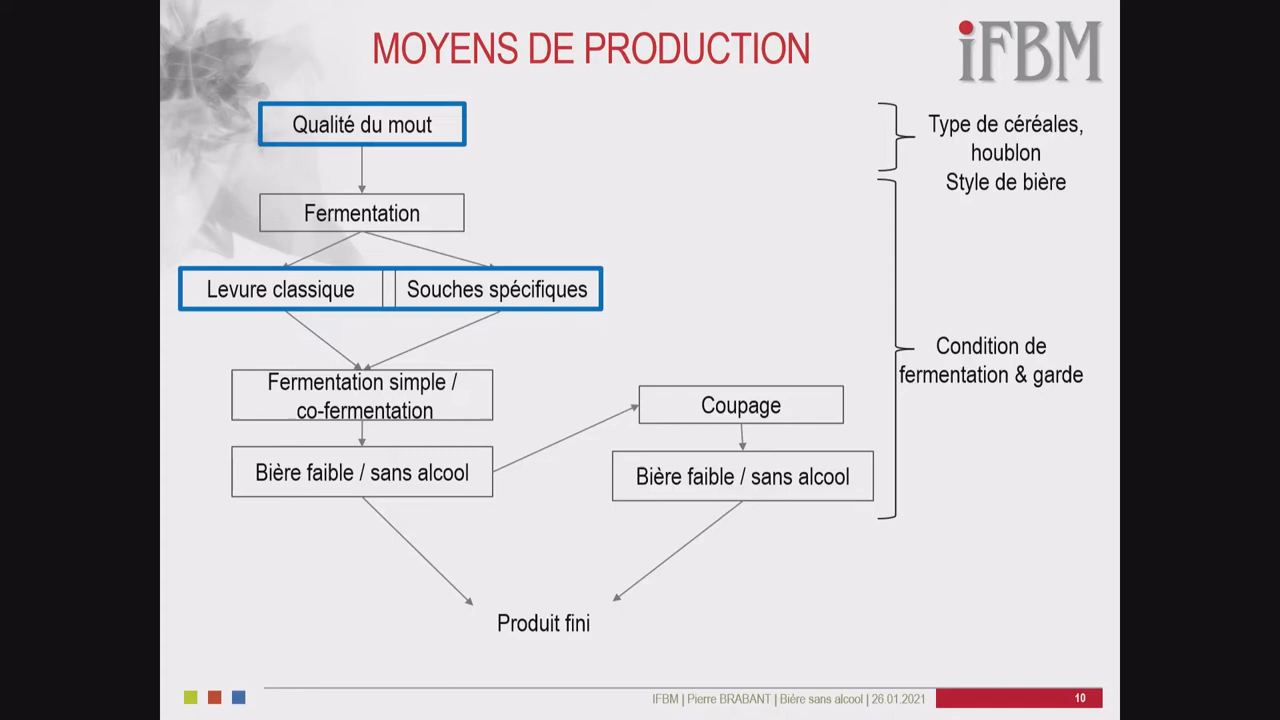 MOYENS DE PRODUCTION
iFBM
Qualité du mout
Type de céréales,
houblon
Style de bière
Fermentation
Levure classique
Souches spécifiques
Fermentation simple /
co-fermentation
Bière faible / sans alcool
Coupage
Bière faible / sans alcool
Condition de
fermentation & garde
Produit fini
IFBM | Pierre BRABANT | Bière sans alcool | 26.01.2021
10